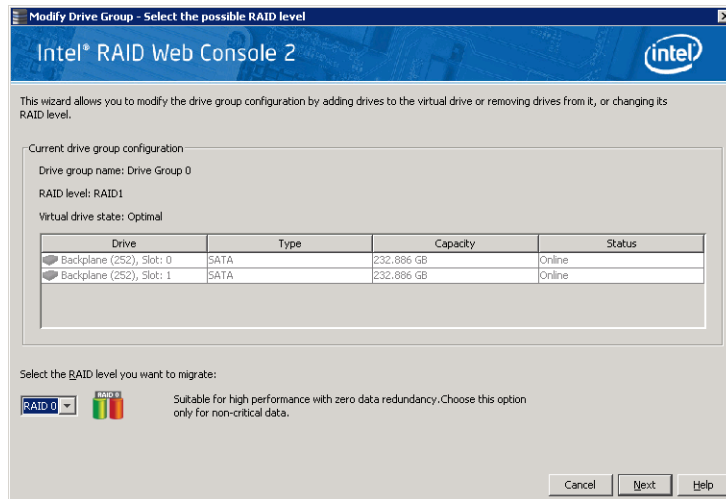 Modify Drive Group - Select the possible RAID level
Intel® RAID Web Console 2
intel
This wizard allows you to modify the drive group configuration by adding drives to the virtual drive or removing drives from it, or changing its
RAID level.
Current drive group configuration
Drive group name: Drive Group 0
RAID level: RAID1
Virtual drive state: Optimal
Drive Type Capacity Status
Backplane (252), Slot: 0 SATA 232.886 GB Online
Backplane (252), Slot: 1 SATA 232.886 GB Online
Select the RAID level you want to migrate:
RAID 0
RAID 0
Suitable for high performance with zero data redundancy.Choose this option
only for non-critical data.
Cancel Next Help